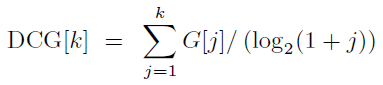 DCG[k] = \sum_{j=1}^{k} G[j]/ (log_2(1 + j))